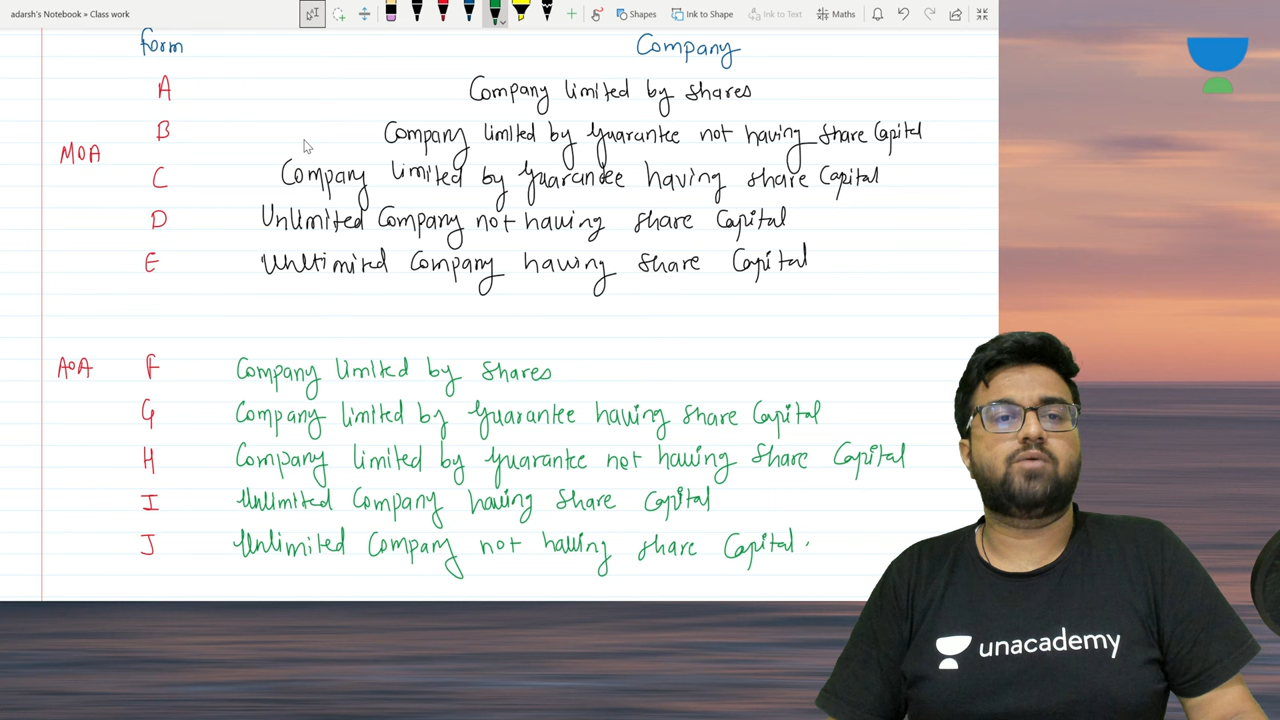 adarsh's Notebook » Class work
Shapes
Ink to Shape
Ink to Text
Maths
form Company
A Company limited by shares
B Company limited by guarantee not having share Capital
MOA
C Company limited by guarantee having share Capital
D Unlimited Company not having share Capital
E Unltimited Company having share Capital
AOA F Company limited by shares
G Company limited by guarantee having share Capital
H Company limited by guarantee not having share Capital
I Unlimited Company having share Capital
J Unlimited Company not having share Capital.
unacademy